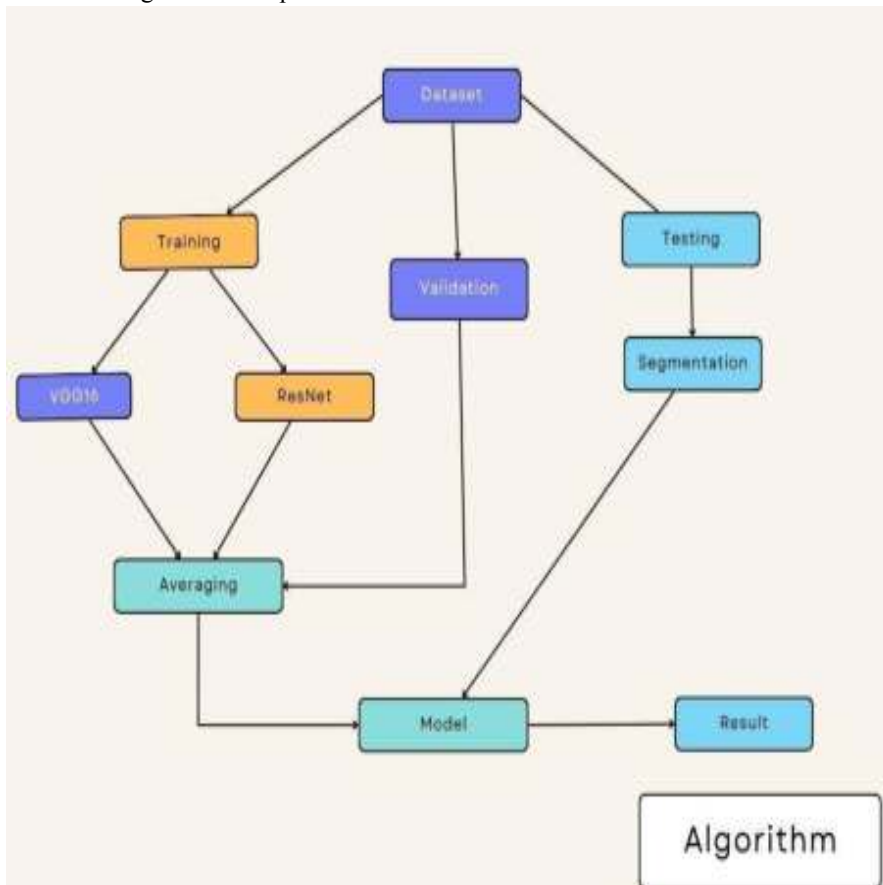 Dataset
Training
Testing
Validation
Segmentation
VGG16
ResNet
Averaging
Model
Result
Algorithm